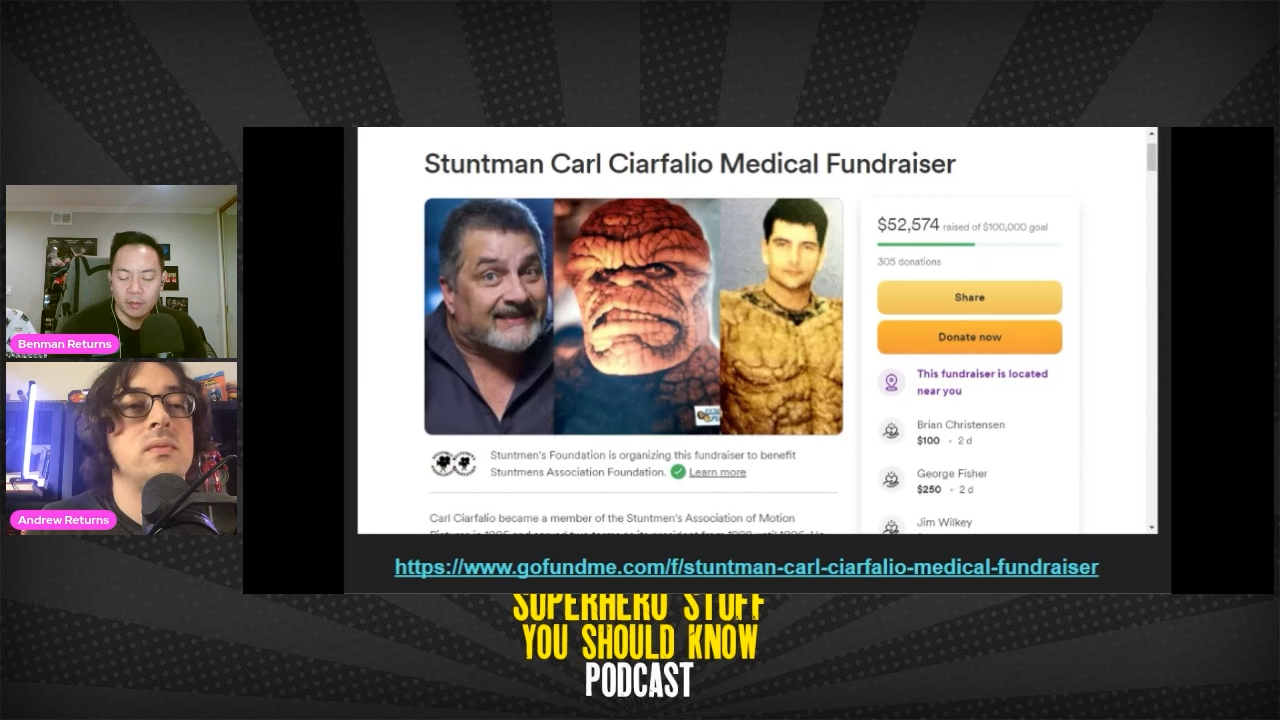 Stuntman Carl Ciarfalio Medical Fundraiser
$52,574 raised of $100,000 goal
305 donations
Share
Donate now
This fundraiser is located
near you
Brian Christensen
$100 • 2 d
George Fisher
$250 • 2 d
Jim Wilkey
Stuntmen's Foundation is organizing this fundraiser to benefit
Stuntmens Association Foundation. Learn more
Carl Ciarfalio became a member of the Stuntmen's Association of Motion
https://www.gofundme.com/f/stuntman-carl-ciarfalio-medical-fundraiser
Benman Returns
Andrew Returns
SUPERHERO STUFF
YOU SHOULD KNOW
PODCAST